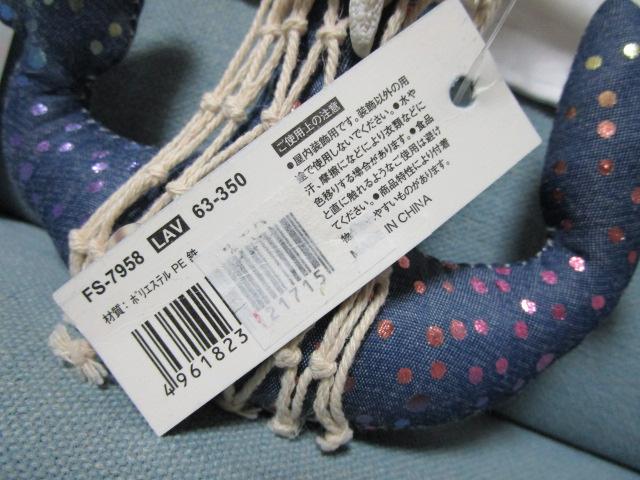 ご使用上の注意
●屋内装飾用です。装飾以外の用
途で使用しないでください。●水や
汗、摩擦になどにより衣類などに
色移りする場合があります。●食品
と直に触れるようなご使用は避け
てください。●商品特性により付着
物 やすいものがあります。
M IN CHINA
FS-7958 LAV 63-350
材質：ポリエステル PE 鉄
4 961823
21715